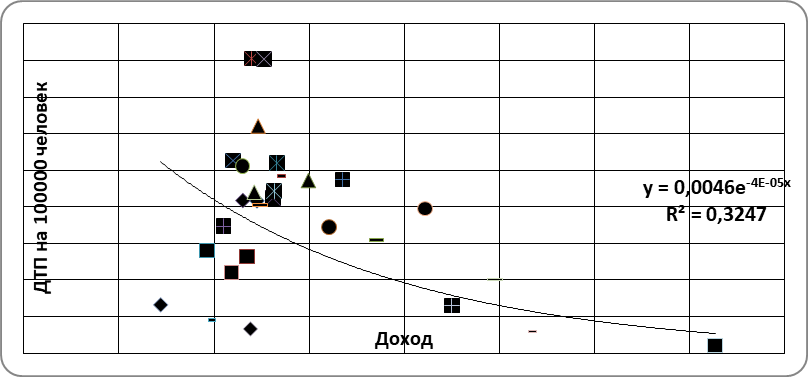 ДТП на 100000 человек
y = 0,0046e^-4E-05x
R² = 0,3247
Доход